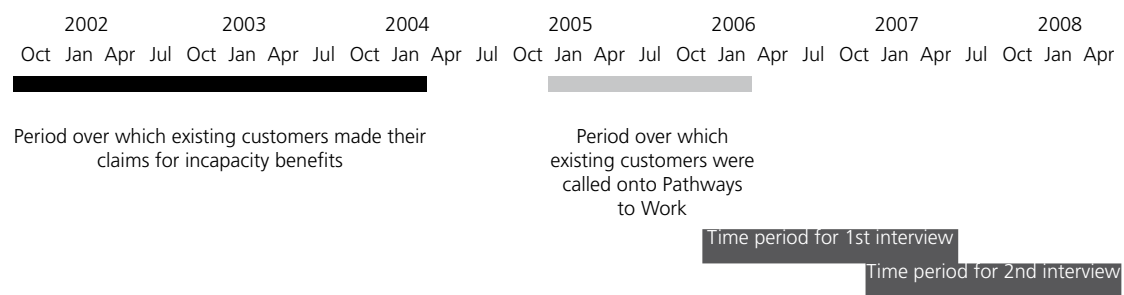 2002 2003 2004 2005 2006 2007 2008
Oct Jan Apr Jul Oct Jan Apr Jul Oct Jan Apr Jul Oct Jan Apr Jul Oct Jan Apr Jul Oct Jan Apr Jul Oct Jan Apr
Period over which existing customers made their
claims for incapacity benefits
Period over which
existing customers were
called onto Pathways
to Work
Time period for 1st interview
Time period for 2nd interview